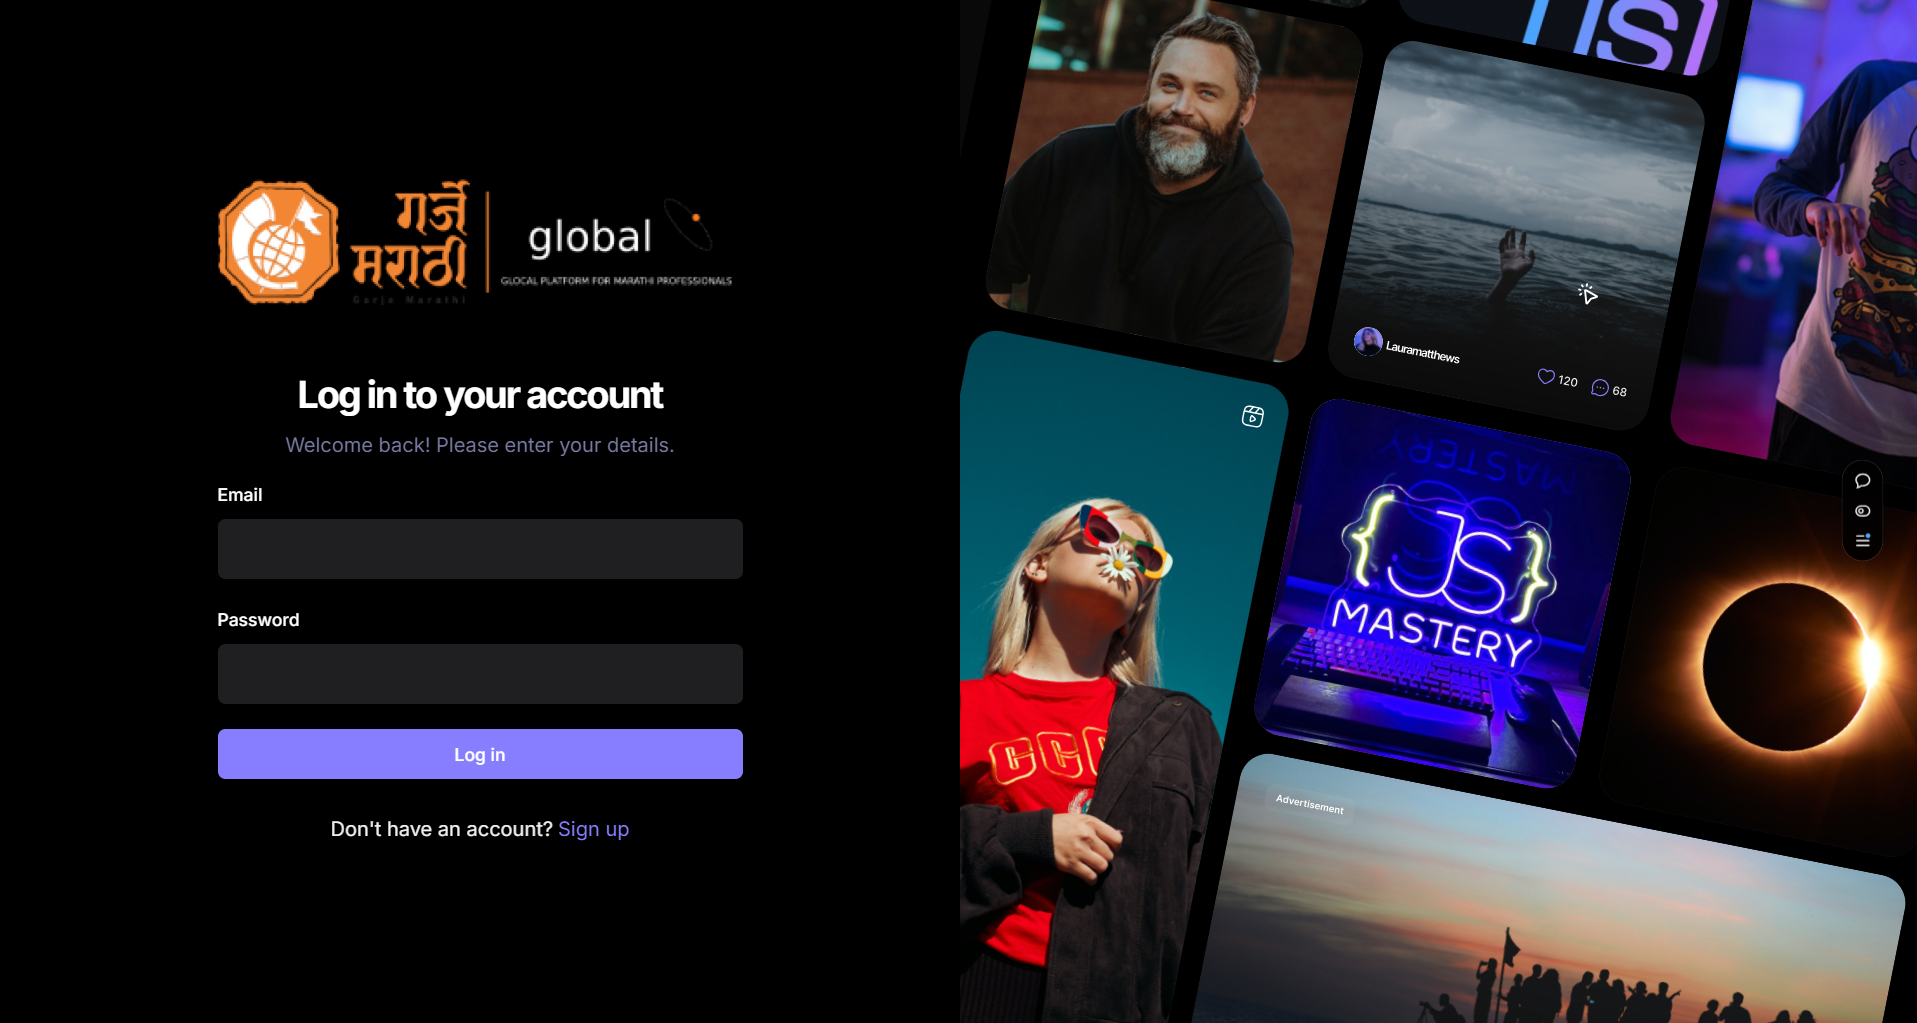 गर्जे
मराठी
Garje Marathi
global
GLOCAL PLATFORM FOR MARATHI PROFESSIONALS
Log in to your account
Welcome back! Please enter your details.
Email
Password
Log in
Don't have an account? Sign up
JS
Lauramatthews
120
68
MASTERY
{JS}
MASTERY
CCC
Advertisement